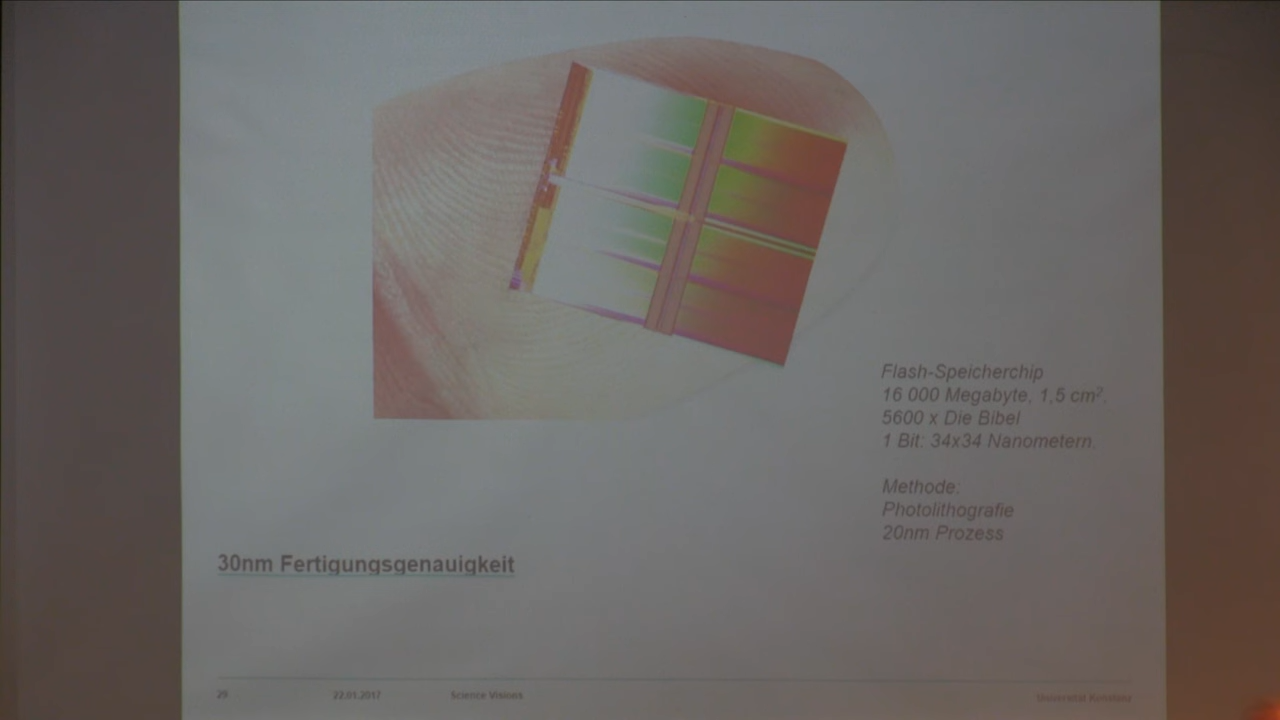 Flash-Speicherchip
16 000 Megabyte, 1,5 cm².
5600 x Die Bibel
1 Bit: 34x34 Nanometern.
Methode:
Photolithografie
20nm Prozess
30nm Fertigungsgenauigkeit
29 22.01.2017 Science Visions Universität Konstanz